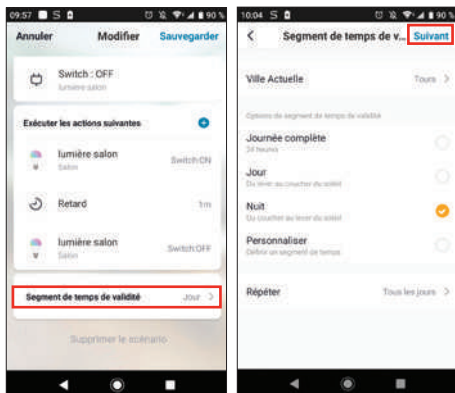 09:57 S 90 %
Annuler Modifier Sauvegarder
Switch : OFF
lumière salon
Exécuter les actions suivantes
lumière salon
Salon
Switch:ON
Retard
1m
lumière salon
Salon
Switch:OFF
Segment de temps de validité Jour
Supprimer le scénario
10:04 S 90 %
Segment de temps de v... Suivant
Ville Actuelle Tours
Options de segment de temps de validité
Journée complète
24 heures
Jour
Du lever au coucher du soleil
Nuit
Du coucher au lever du soleil
Personnaliser
Définir un segment de temps
Répéter Tous les jours